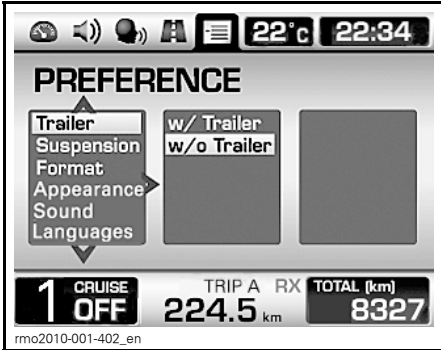 22°c 22:34
PREFERENCE
Trailer
Suspension
Format
Appearance
Sound
Languages
w/ Trailer
w/o Trailer
1 CRUISE OFF
TRIP A RX
224.5 km
TOTAL (km)
8327
rmo2010-001-402_en